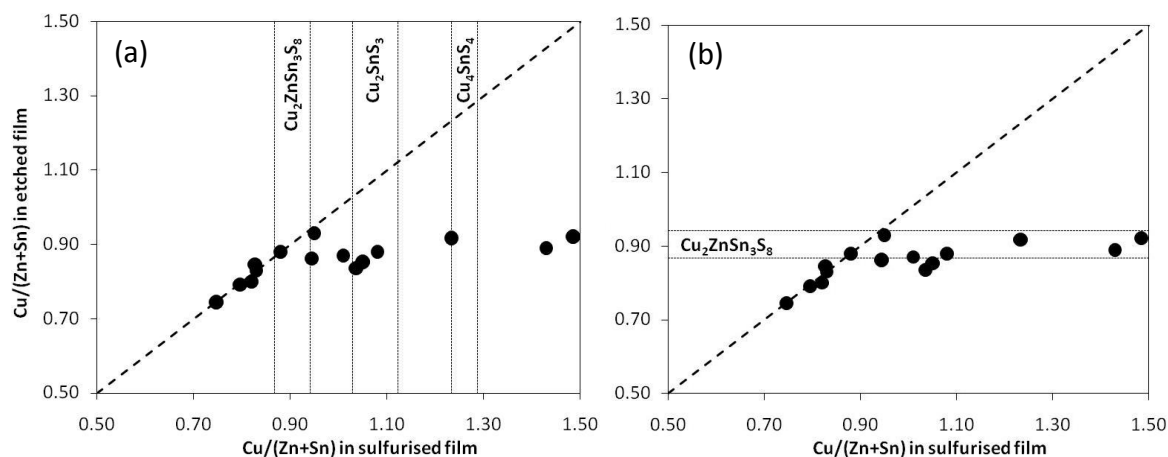 (a)
Cu/(Zn+Sn) in etched film
1.50
1.30
1.10
0.90
0.70
0.50
Cu₂ZnSn₃S₈
Cu₂SnS₃
Cu₄SnS₄
0.50 0.70 0.90 1.10 1.30 1.50
Cu/(Zn+Sn) in sulfurised film
(b)
1.50
1.30
1.10
0.90
0.70
0.50
Cu₂ZnSn₃S₈
0.50 0.70 0.90 1.10 1.30 1.50
Cu/(Zn+Sn) in sulfurised film